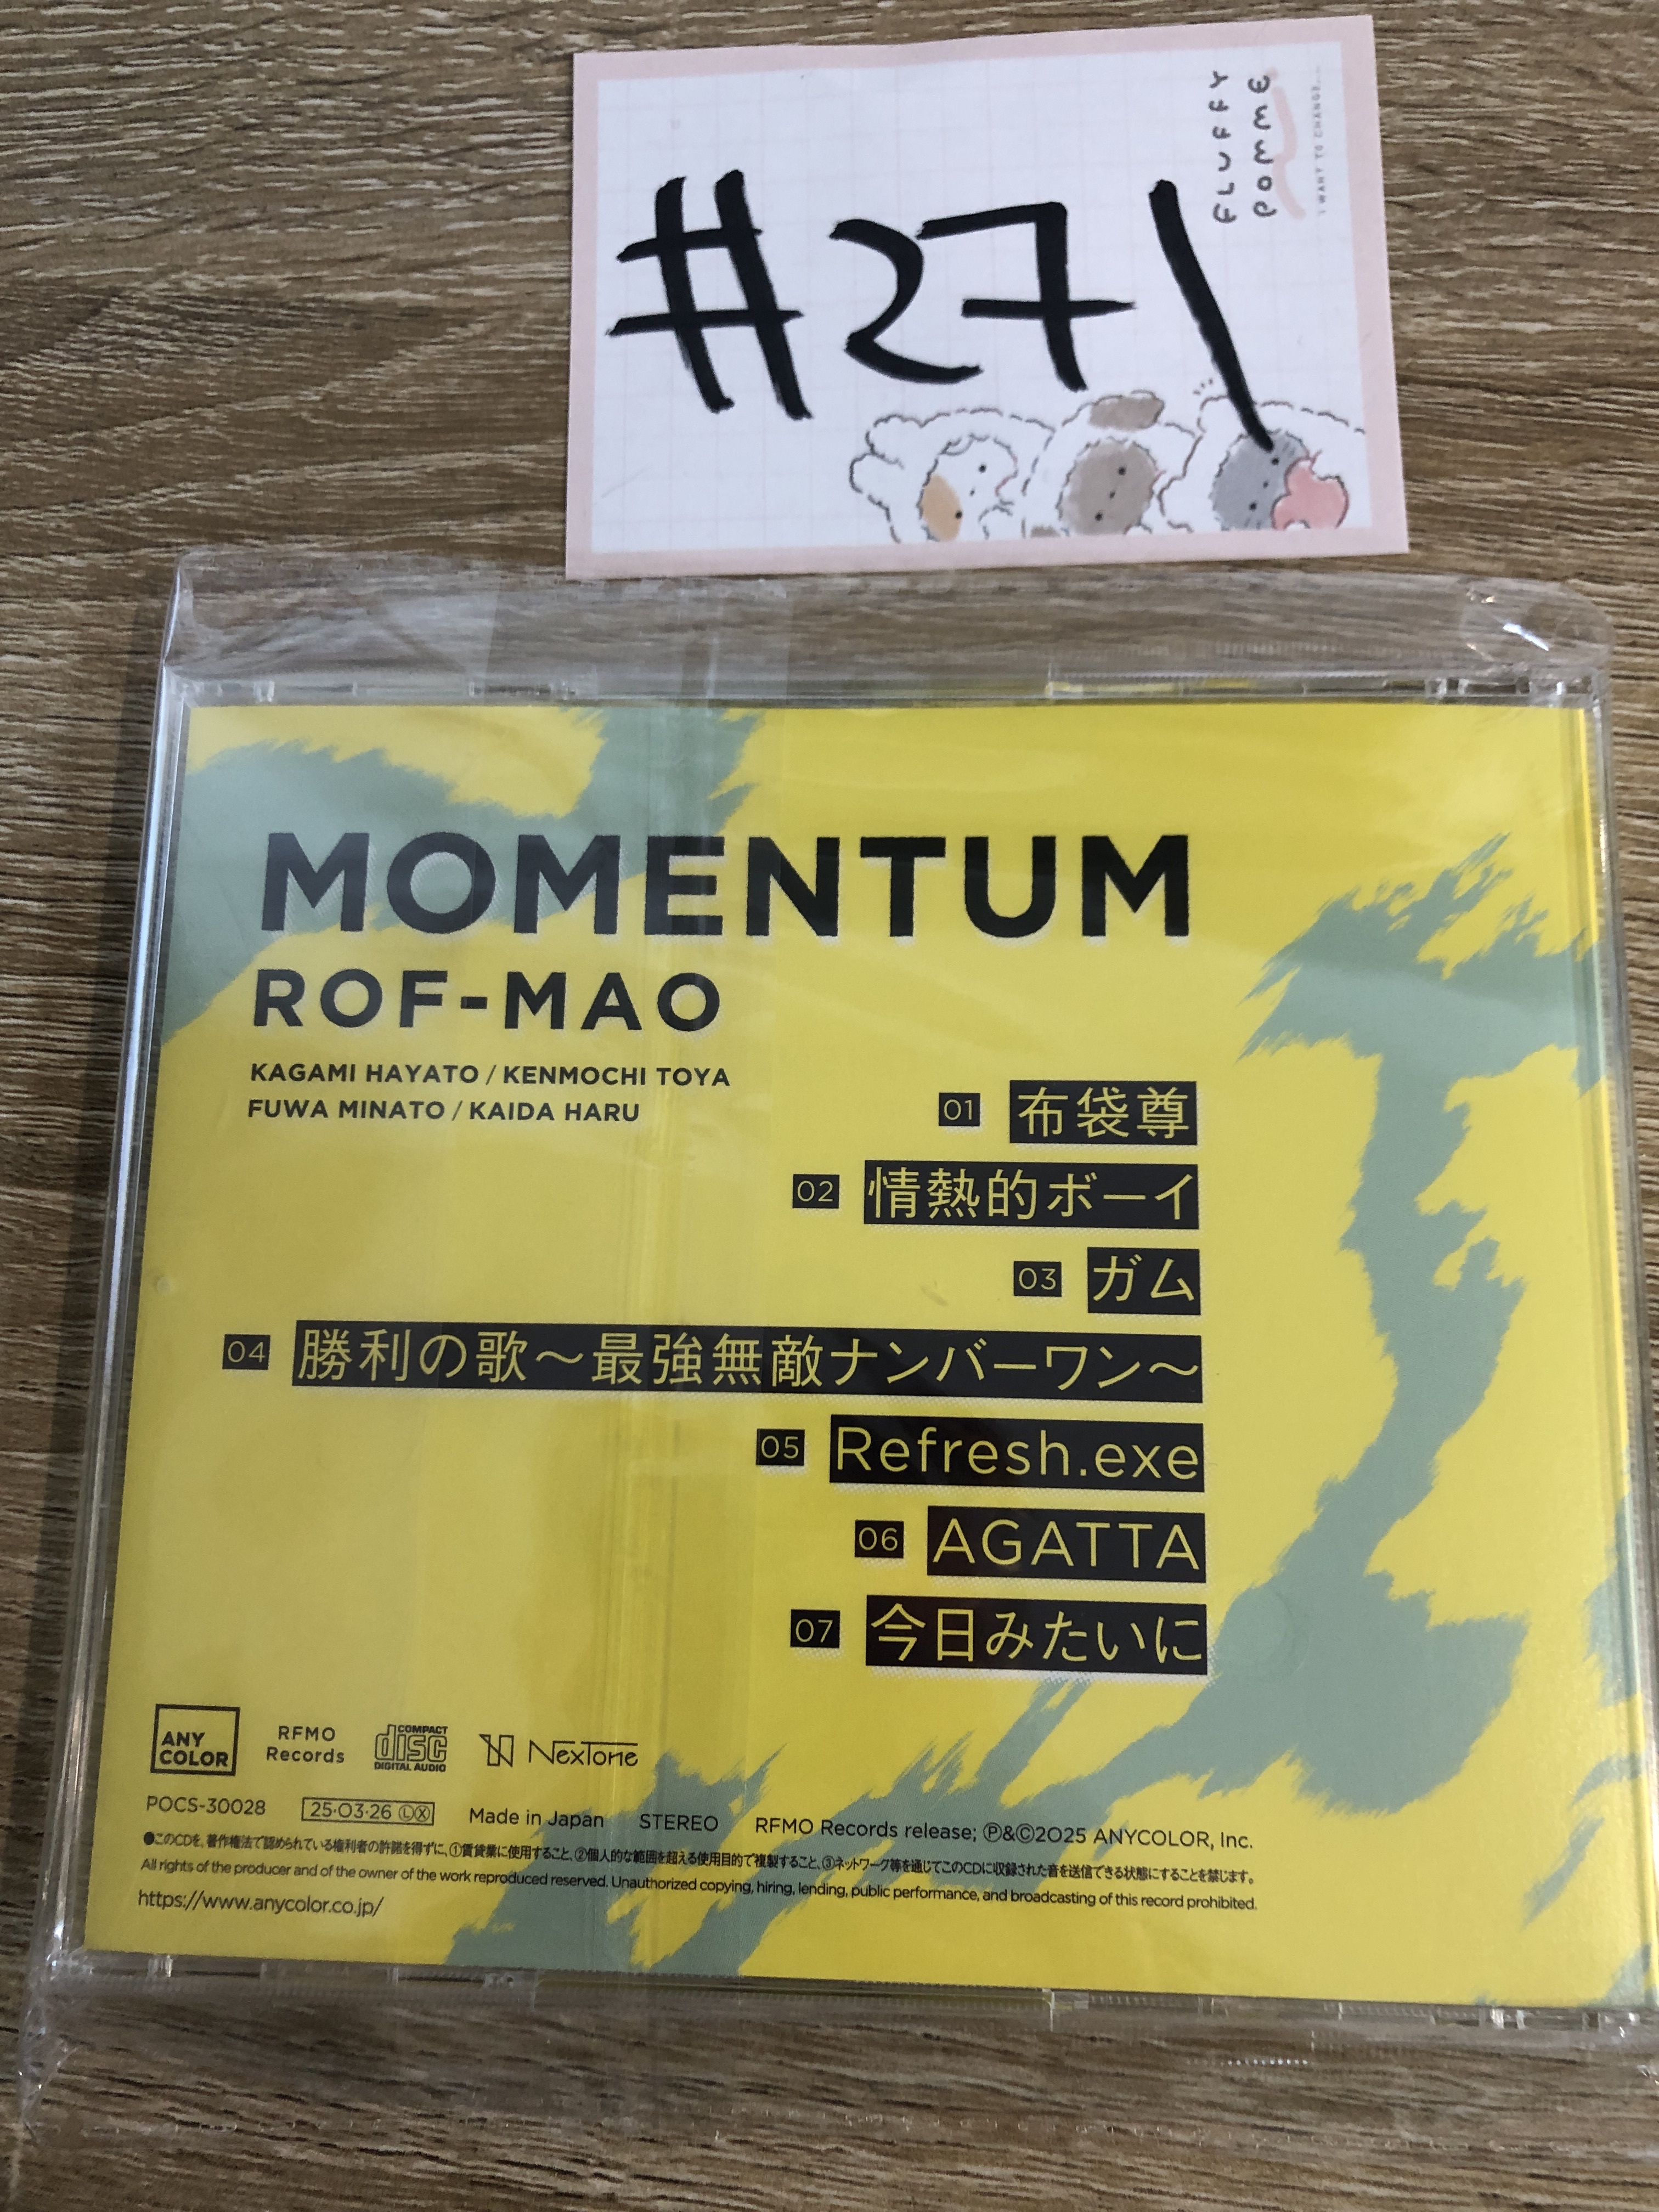 FLUFFY
POMME
I WANT TO CHANGE...
#271
MOMENTUM
ROF-MAO
KAGAMI HAYATO / KENMOCHI TOYA
FUWA MINATO / KAIDA HARU
01 布袋尊
02 情熱的ボーイ
03 ガム
04 勝利の歌～最強無敵ナンバーワン～
05 Refresh.exe
06 AGATTA
07 今日みたいに
ANY
COLOR
RFMO
Records
COMPACT
disc
DIGITAL AUDIO
NexTone
POCS-30028 25・03・26 Ⓛⓧ Made in Japan STEREO RFMO Records release; Ⓟ&Ⓒ2025 ANYCOLOR, Inc.
●このCDを、著作権法で認められている権利者の許諾を得ずに、①賃貸業に使用すること、②個人的な範囲を超える使用目的で複製すること、③ネットワーク等を通じてこのCDに収録された音を送信できる状態にすることを禁じます。
All rights of the producer and of the owner of the work reproduced reserved. Unauthorized copying, hiring, lending, public performance, and broadcasting of this record prohibited.
https://www.anycolor.co.jp/